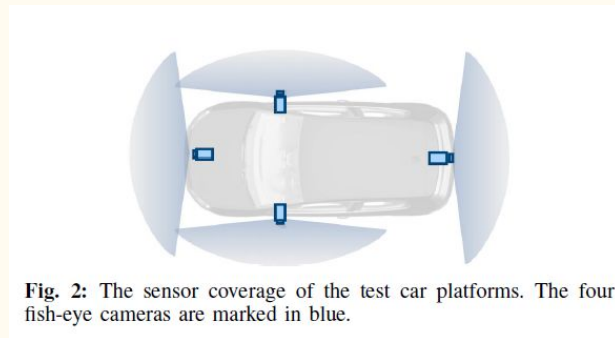 Fig. 2: The sensor coverage of the test car platforms. The four
fish-eye cameras are marked in blue.